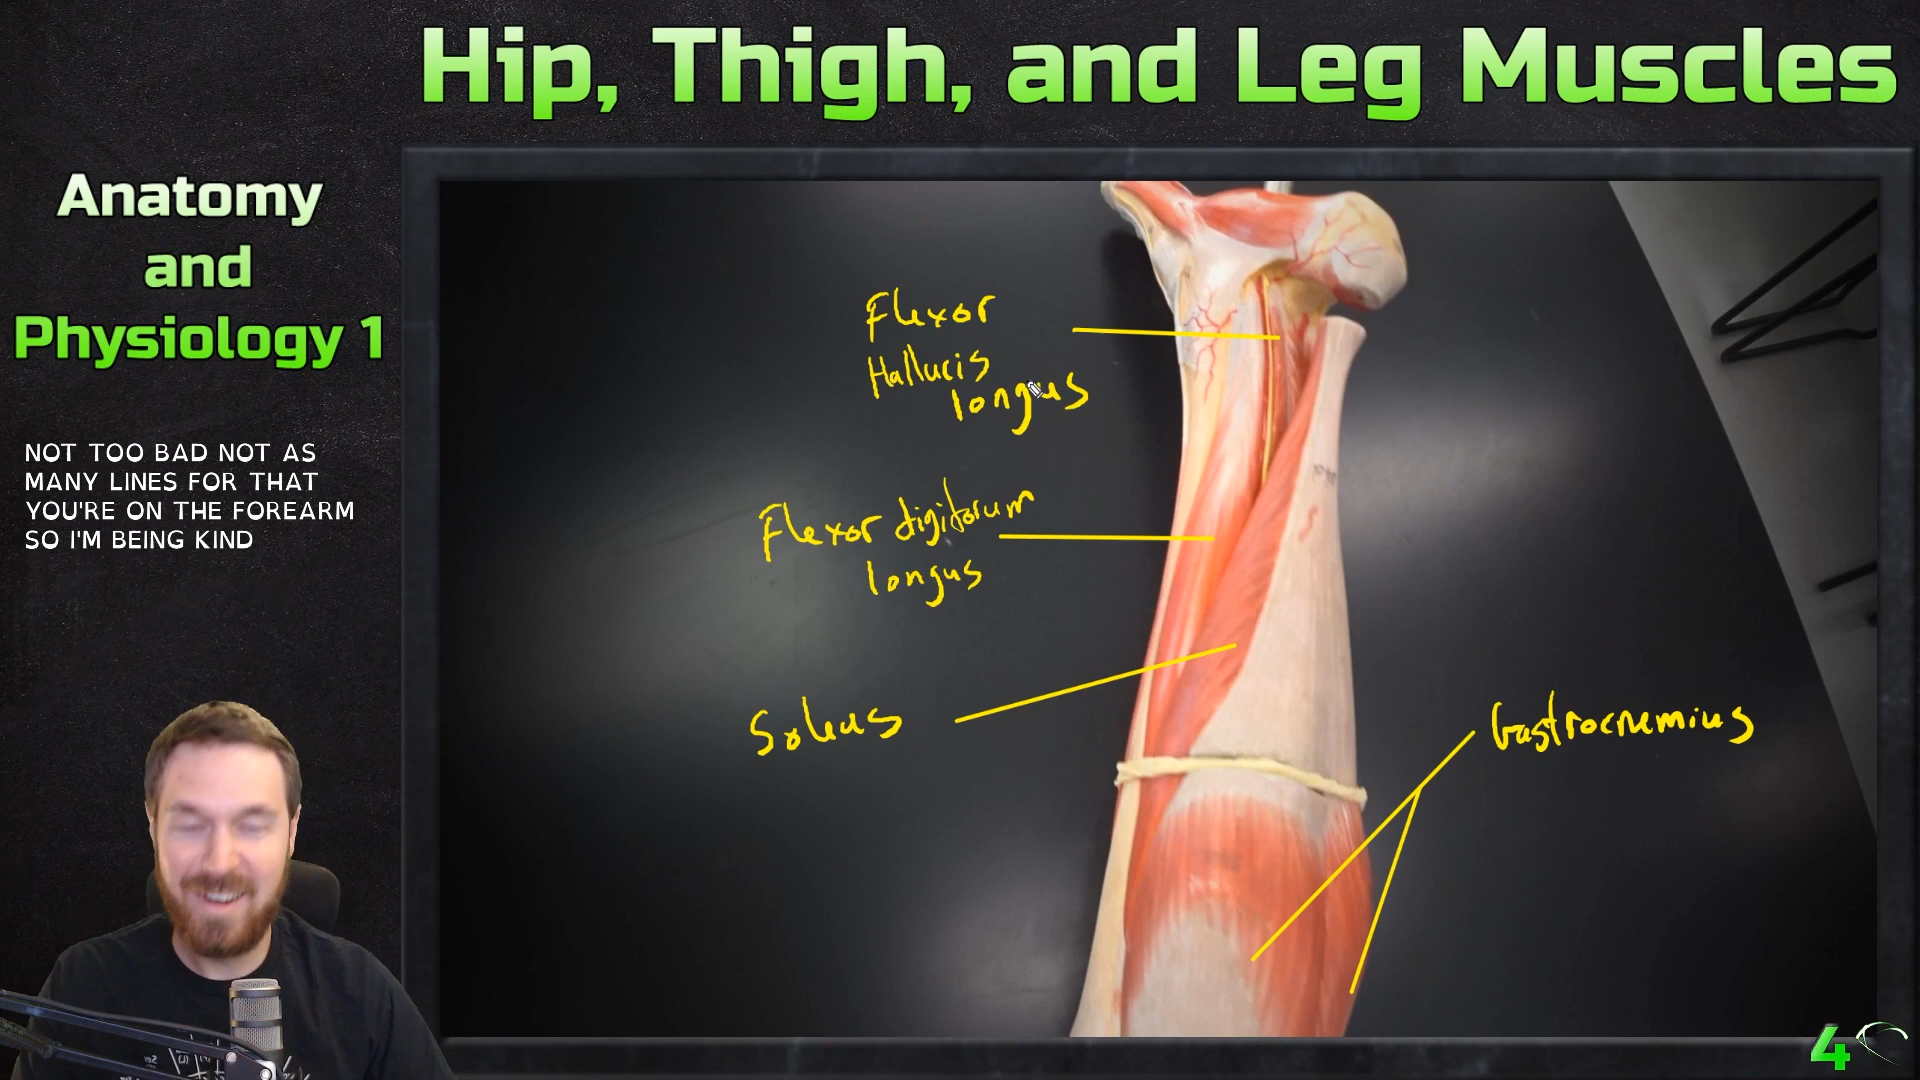 Hip, Thigh, and Leg Muscles
Anatomy
and
Physiology 1
NOT TOO BAD NOT AS
MANY LINES FOR THAT
YOU'RE ON THE FOREARM
SO I'M BEING KIND
Flexor
Hallucis
longus
Flexor digitorum
longus
Soleus
Gastrocnemius
4